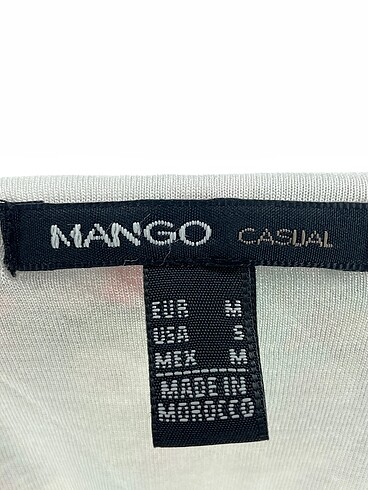 MANGO CASUAL
EUR M
USA S
MEX M
MADE IN
MOROCCO